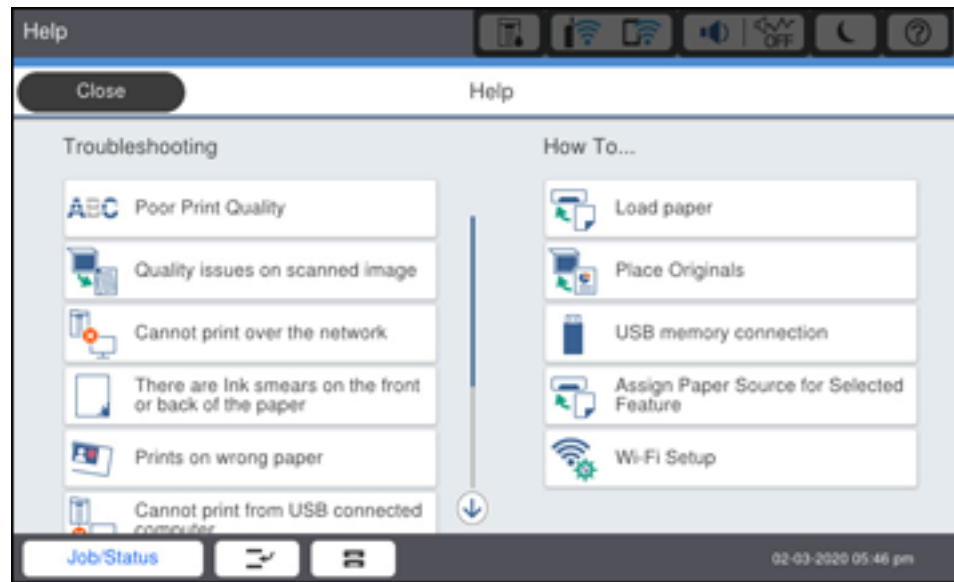 Help
OFF
Close
Help
Troubleshooting
ABC Poor Print Quality
Quality issues on scanned image
Cannot print over the network
There are Ink smears on the front
or back of the paper
Prints on wrong paper
Cannot print from USB connected
computer
How To...
Load paper
Place Originals
USB memory connection
Assign Paper Source for Selected
Feature
Wi-Fi Setup
Job/Status
02-03-2020 05:46 pm